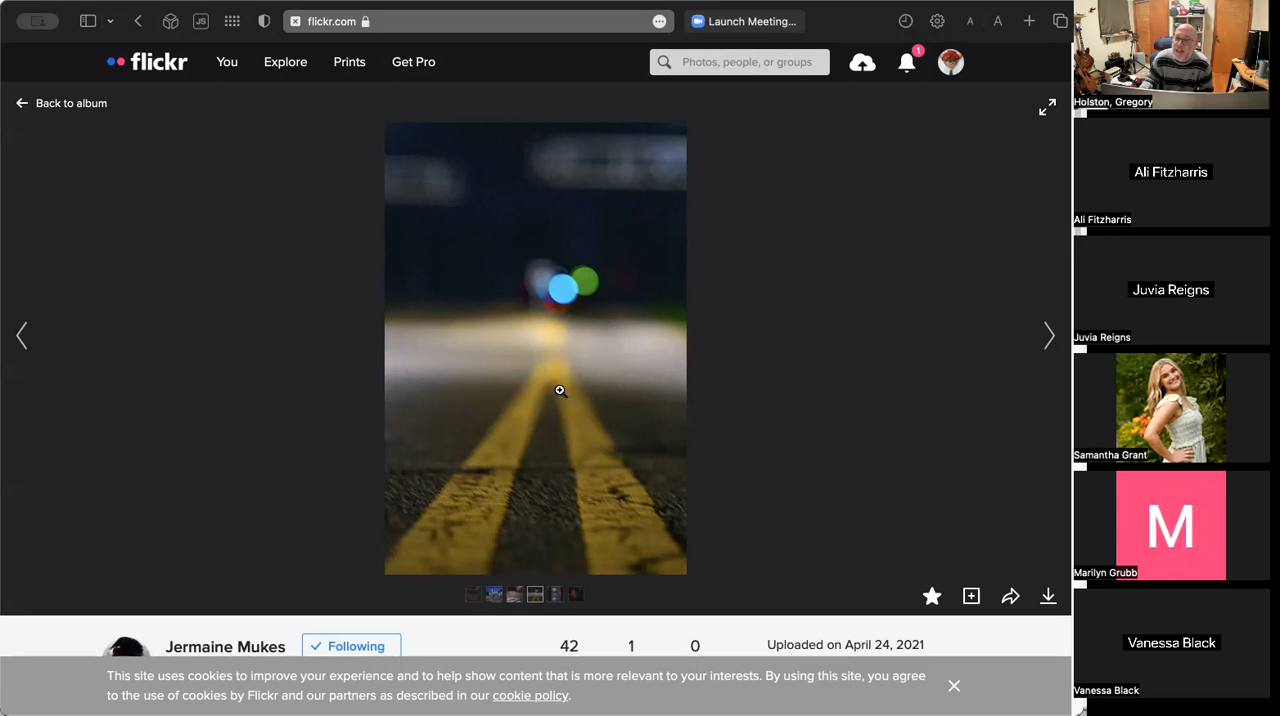 JS
flickr.com
Launch Meeting...
A A
flickr
You
Explore
Prints
Get Pro
Photos, people, or groups
1
Back to album
Jermaine Mukes
Following
42
1
0
Uploaded on April 24, 2021
This site uses cookies to improve your experience and to help show content that is more relevant to your interests. By using this site, you agree
to the use of cookies by Flickr and our partners as described in our cookie policy.
Holston, Gregory
Ali Fitzharris
Ali Fitzharris
Juvia Reigns
Juvia Reigns
Samantha Grant
M
Marilyn Grubb
Vanessa Black
Vanessa Black